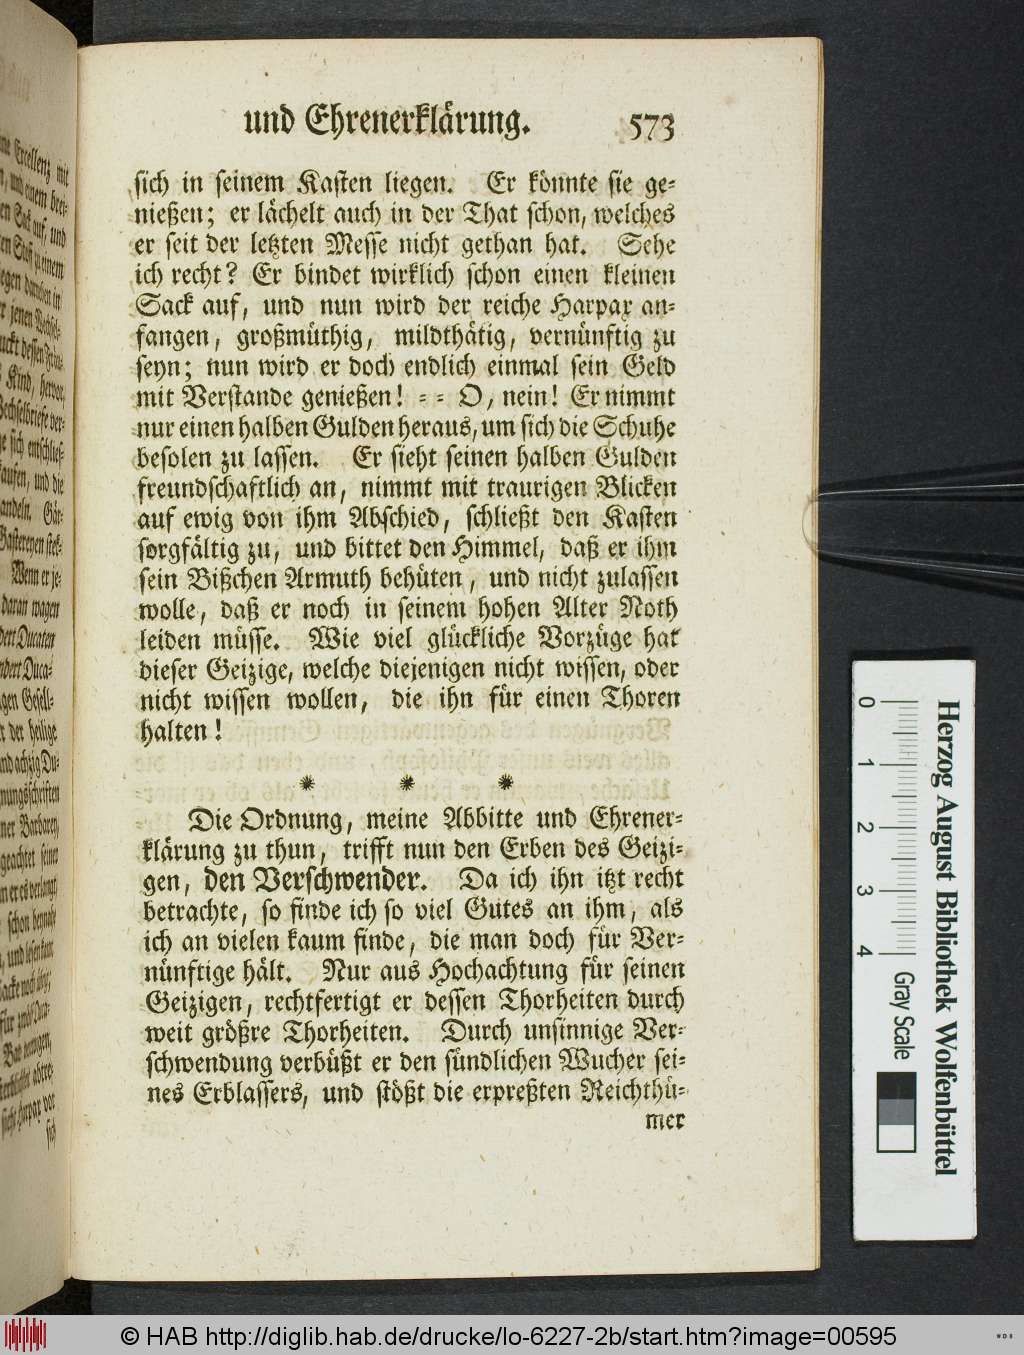 und Ehrenerklärung. 573
sich in seinem Kasten liegen. Er könnte sie ge-
nießen; er lächelt auch in der That schon, welches
er seit der letzten Messe nicht gethan hat. Sehe
ich recht? Er bindet wirklich schon einen kleinen
Sack auf, und nun wird der reiche Harpax an-
fangen, großmüthig, mildthätig, vernünftig zu
seyn; nun wird er doch endlich einmal sein Geld
mit Verstande genießen! - - O, nein! Er nimmt
nur einen halben Gulden heraus, um sich die Schuhe
besolen zu lassen. Er sieht seinen halben Gulden
freundschaftlich an, nimmt mit traurigen Blicken
auf ewig von ihm Abschied, schließt den Kasten
sorgfältig zu, und bittet den Himmel, daß er ihm
sein Bißchen Armuth behüten, und nicht zulassen
wolle, daß er noch in seinem hohen Alter Noth
leiden müsse. Wie viel glückliche Vorzüge hat
dieser Geizige, welche diejenigen nicht wissen, oder
nicht wissen wollen, die ihn für einen Thoren
halten!
* * *
Die Ordnung, meine Abbitte und Ehrener-
klärung zu thun, trifft nun den Erben des Geizi-
gen, den Verschwender. Da ich ihn itzt recht
betrachte, so finde ich so viel Gutes an ihm, als
ich an vielen kaum finde, die man doch für Ver-
nünftige hält. Nur aus Hochachtung für seinen
Geizigen, rechtfertigt er dessen Thorheiten durch
weit größre Thorheiten. Durch unsinnige Ver-
schwendung verbüßt er den sündlichen Wucher sei-
nes Erblassers, und stößt die erpreßten Reichthü-
mer
Herzog August Bibliothek Wolfenbüttel
0 1 2 3 4
Gray Scale
© HAB http://diglib.hab.de/drucke/lo-6227-2b/start.htm?image=00595